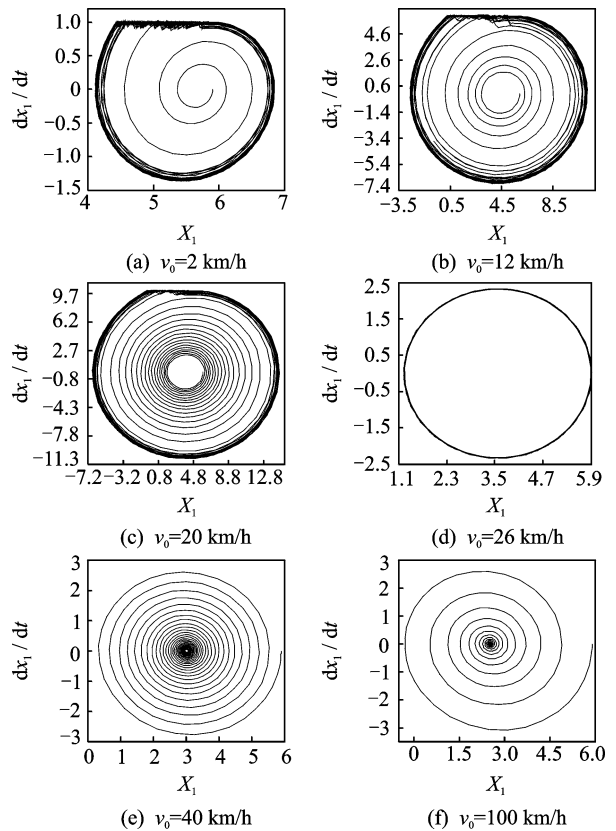 1.0
0.5
0
-0.5
-1.0
-1.5
dx₁ / dt
4 5 6 7
X₁
(a) v₀=2 km/h
4.6
2.6
0.6
-1.4
-3.4
-5.4
-7.4
dx₁ / dt
-3.5 0.5 4.5 8.5
X₁
(b) v₀=12 km/h
9.7
6.2
2.7
-0.8
-4.3
-7.8
-11.3
dx₁ / dt
-7.2 -3.2 0.8 4.8 8.8 12.8
X₁
(c) v₀=20 km/h
2.5
1.5
0.5
-0.5
-1.5
-2.5
dx₁ / dt
1.1 2.3 3.5 4.7 5.9
X₁
(d) v₀=26 km/h
3
2
1
0
-1
-2
-3
dx₁ / dt
0 1 2 3 4 5 6
X₁
(e) v₀=40 km/h
3
2
1
0
-1
-2
-3
dx₁ / dt
0 1.5 3.0 4.5 6.0
X₁
(f) v₀=100 km/h